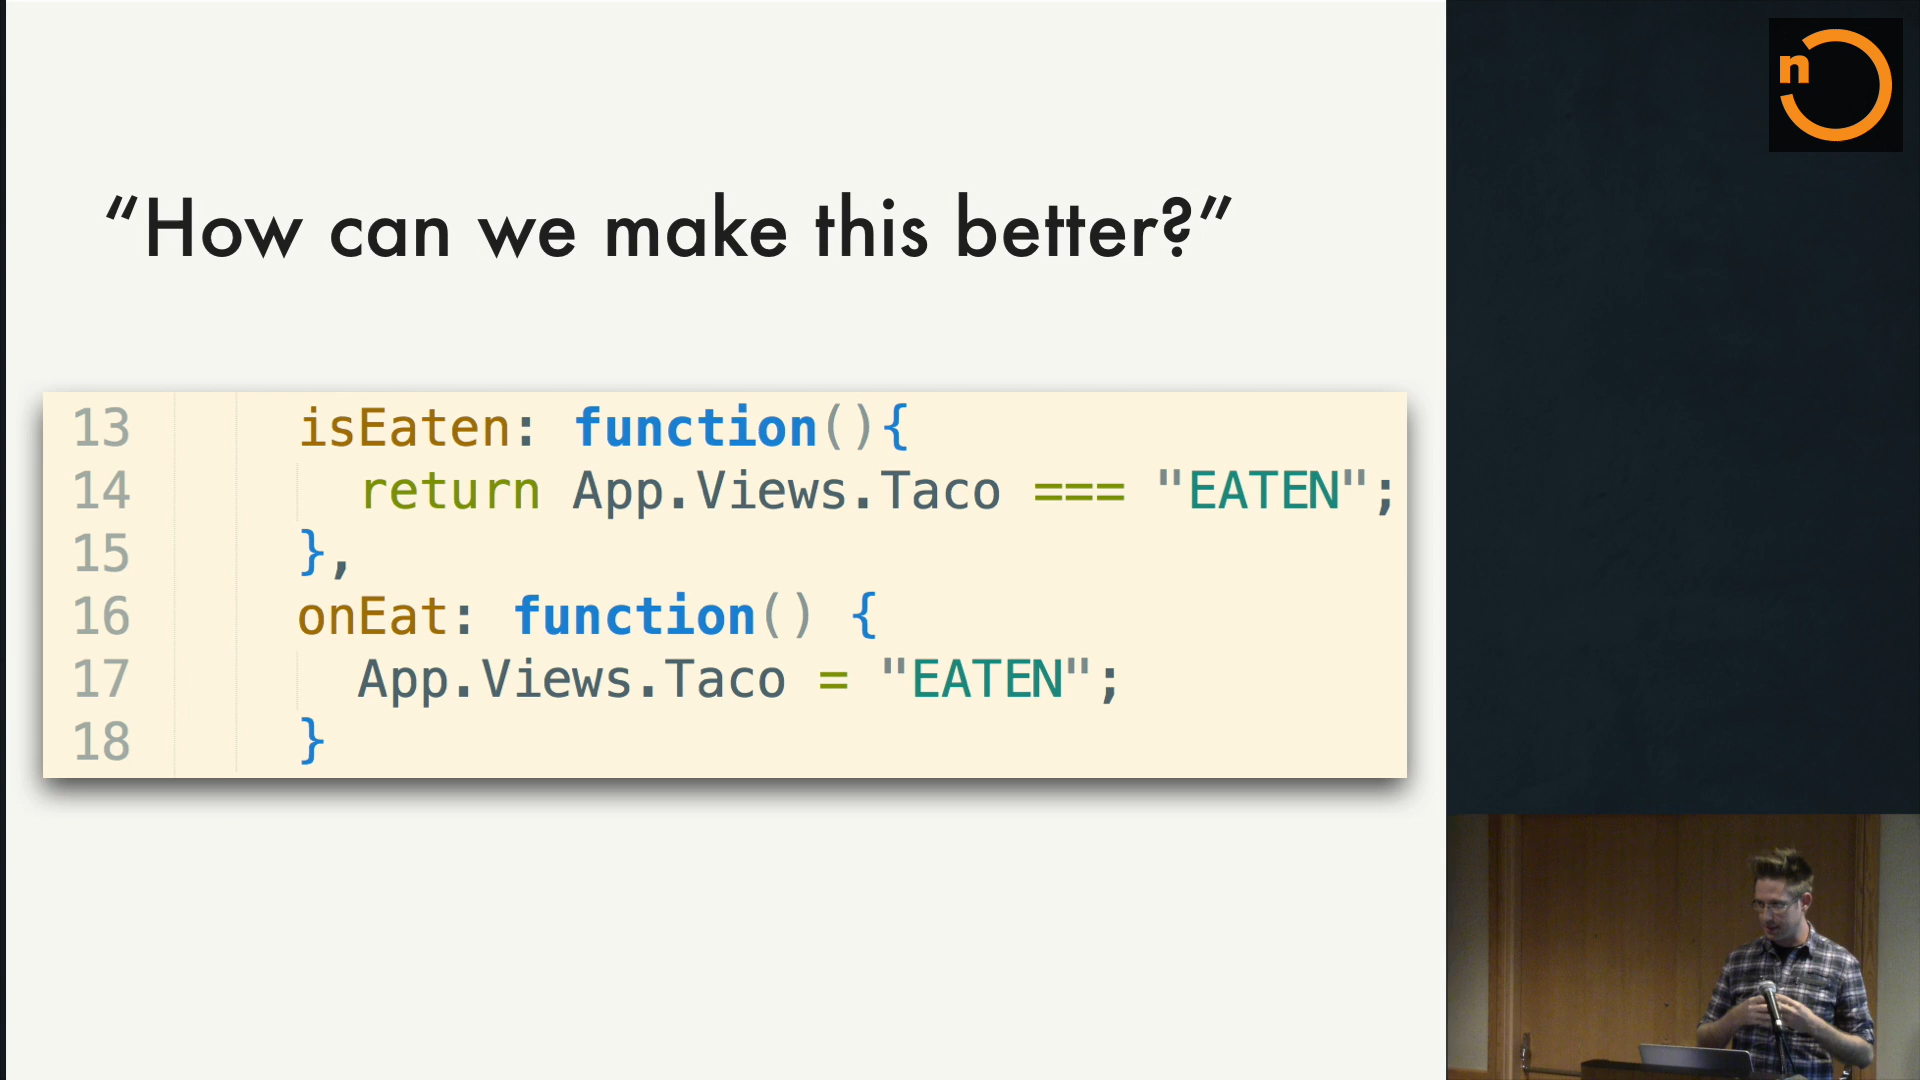 “How can we make this better?”
13 isEaten: function(){
14 return App.Views.Taco === "EATEN";
15 },
16 onEat: function() {
17 App.Views.Taco = "EATEN";
18 }
n